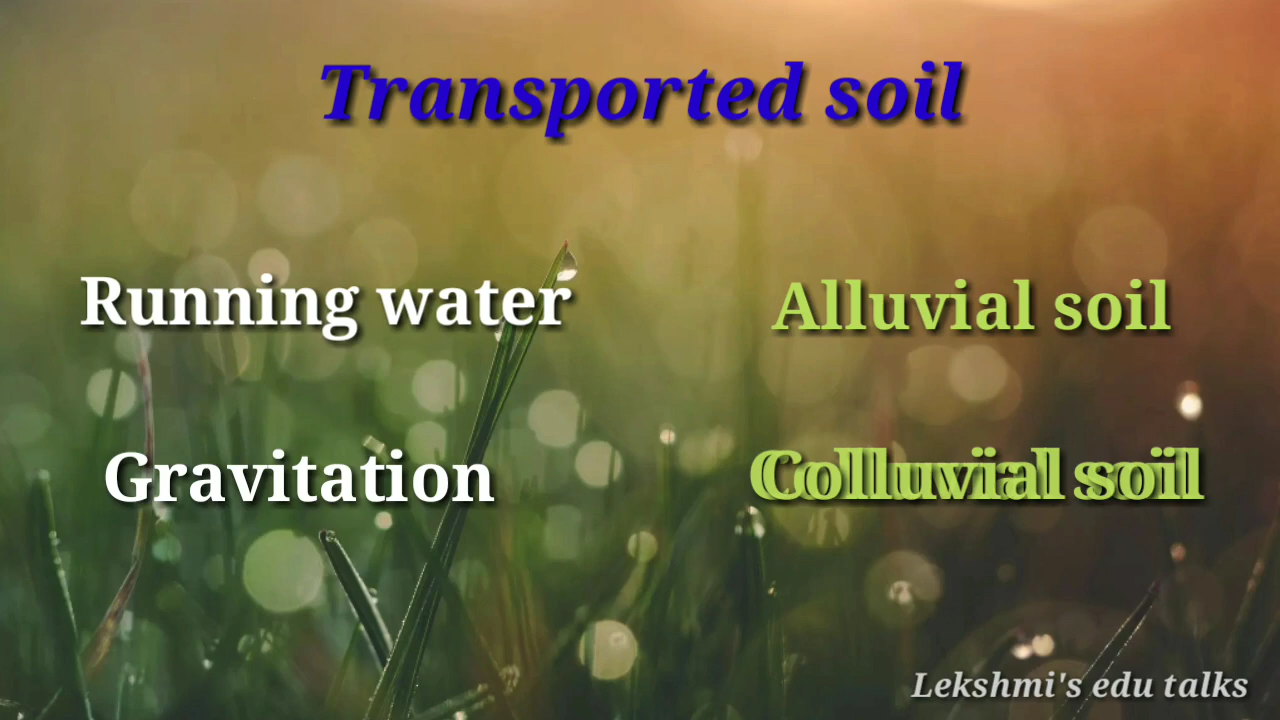 Transported soil
Running water
Alluvial soil
Gravitation
Colluvial soil
Lekshmi's edu talks